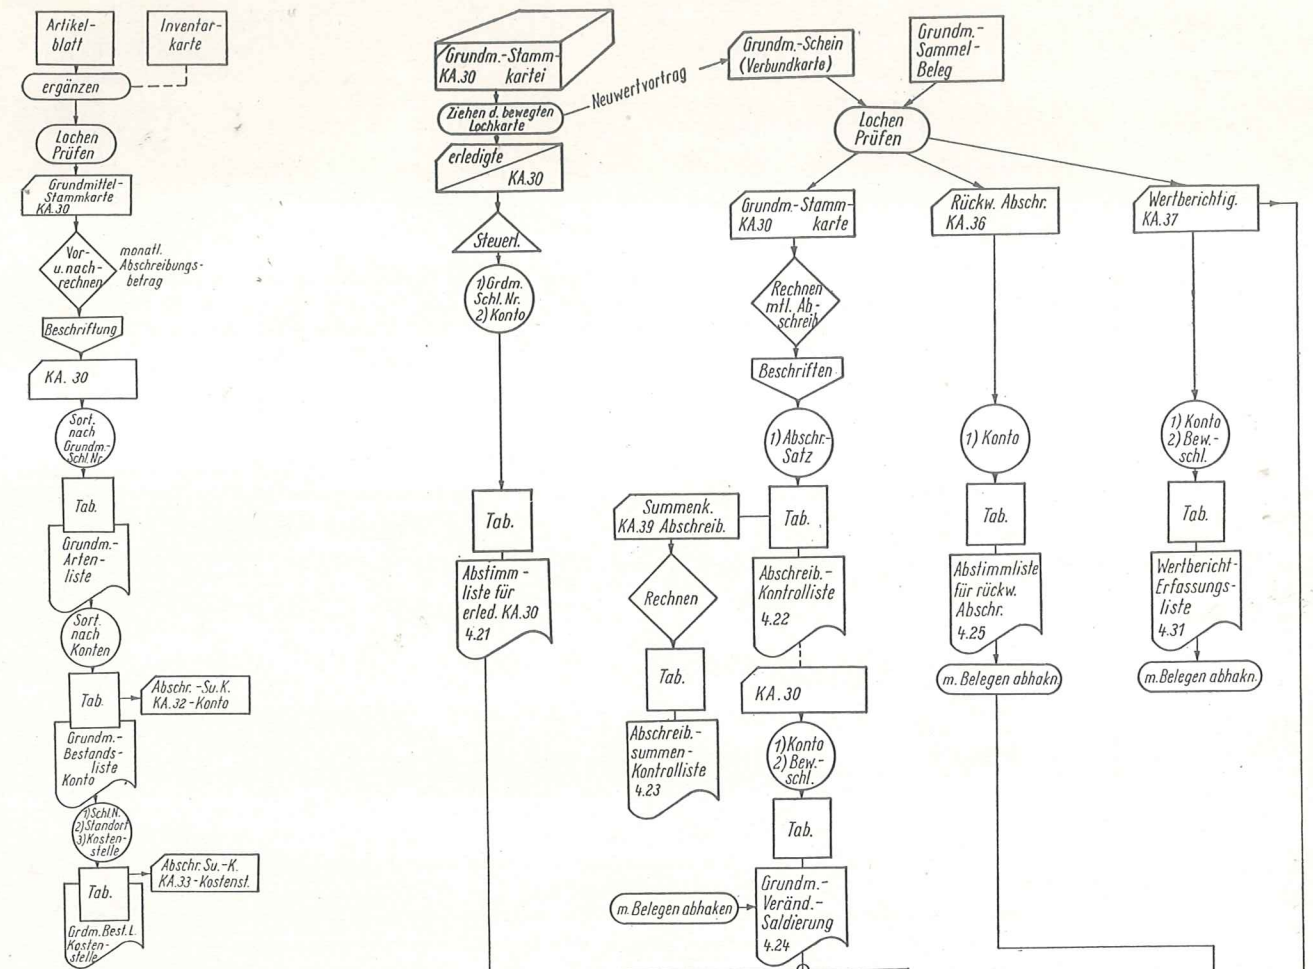 Artikel-
blatt
Inventar-
karte
ergänzen
Lochen
Prüfen
Grundmittel-
Stammkarte
KA.30
Vor-
u. nach-
rechnen
monatl.
Abschreibungs-
betrag
Beschriftung
KA. 30
Sort.
nach
Grundm.-
Schl. Nr.
Tab.
Grundm.-
Arten-
liste
Sort.
nach
Konten
Tab.
Abschr. -Su. K.
KA.32 - Konto
Grundm.-
Bestands-
liste
Konto
1) Schl. N.
2) Standort
3) Kosten-
stelle
Tab.
Abschr. Su.-K.
KA.33 - Kostenst.
Grdm. Best. L.
Kosten-
stelle
Grundm.-Stamm-
KA.30 kartei
Ziehen d. bewegten
Lochkarte
Neuwertvortrag
erledigte
KA.30
Steuerl.
1) Grdm.
Schl. Nr.
2) Konto
Tab.
Abstimm-
liste für
erled. KA.30
4.21
Grundm.-Schein
(Verbundkarte)
Grundm.-
Sammel-
Beleg
Lochen
Prüfen
Grundm.-Stamm-
KA.30 karte
Rechnen
mtl. Ab-
schreib
Beschriften
1) Abschr.-
Satz
Tab.
Summenk.
KA.39 Abschreib.
Rechnen
Tab.
Abschreib.-
summen-
Kontrolliste
4.23
Abschreib.-
Kontrolliste
4.22
KA. 30
1) Konto
2) Bew.-
schl.
Tab.
m. Belegen abhaken
Grundm.-
Veränd.-
Saldierung
4.24
Rückw. Abschr.
KA.36
1) Konto
Tab.
Abstimmliste
für rückw.
Abschr.
4.25
m. Belegen abhakn.
Wertberichtig.
KA.37
1) Konto
2) Bew.-
schl.
Tab.
Wertbericht-
Erfassungs-
liste
4.31
m. Belegen abhakn.